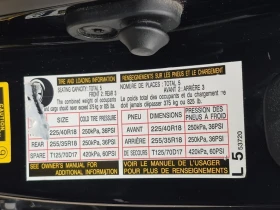 TIRE AND LOADING INFORMATION
SEATING CAPACITY: TOTAL 5
FRONT 2 : REAR 3
The combined weight of occupants
and cargo should never exceed 375 kg or 825 lbs.
SIZE COLD TIRE PRESSURE
FRONT 225/40R18 250kPa, 36PSI
REAR 255/35R18 250kPa, 36PSI
SPARE T125/70D17 420kPa, 60PSI
SEE OWNER'S MANUAL FOR
ADDITIONAL INFORMATION
RENSEIGNEMENTS SUR LES PNEUS ET LE CHARGEMENT
NOMBRE DE PLACES : TOTAL 5
AVANT 2 : ARRIÈRE 3
Le poids total des occupants et du chargement ne
doit jamais dépasser 375 kg ou 825 lb.
PNEU DIMENSION PRESSION DES PNEUS À FROID
AVANT 225/40R18 250kPa, 36PSI
ARRIÈRE 255/35R18 250kPa, 36PSI
DE SECOURS T125/70D17 420kPa, 60PSI
VOIR LE MANUEL DE L'USAGER
POUR PLUS DE RENSEIGNEMENTS
L 5 53720